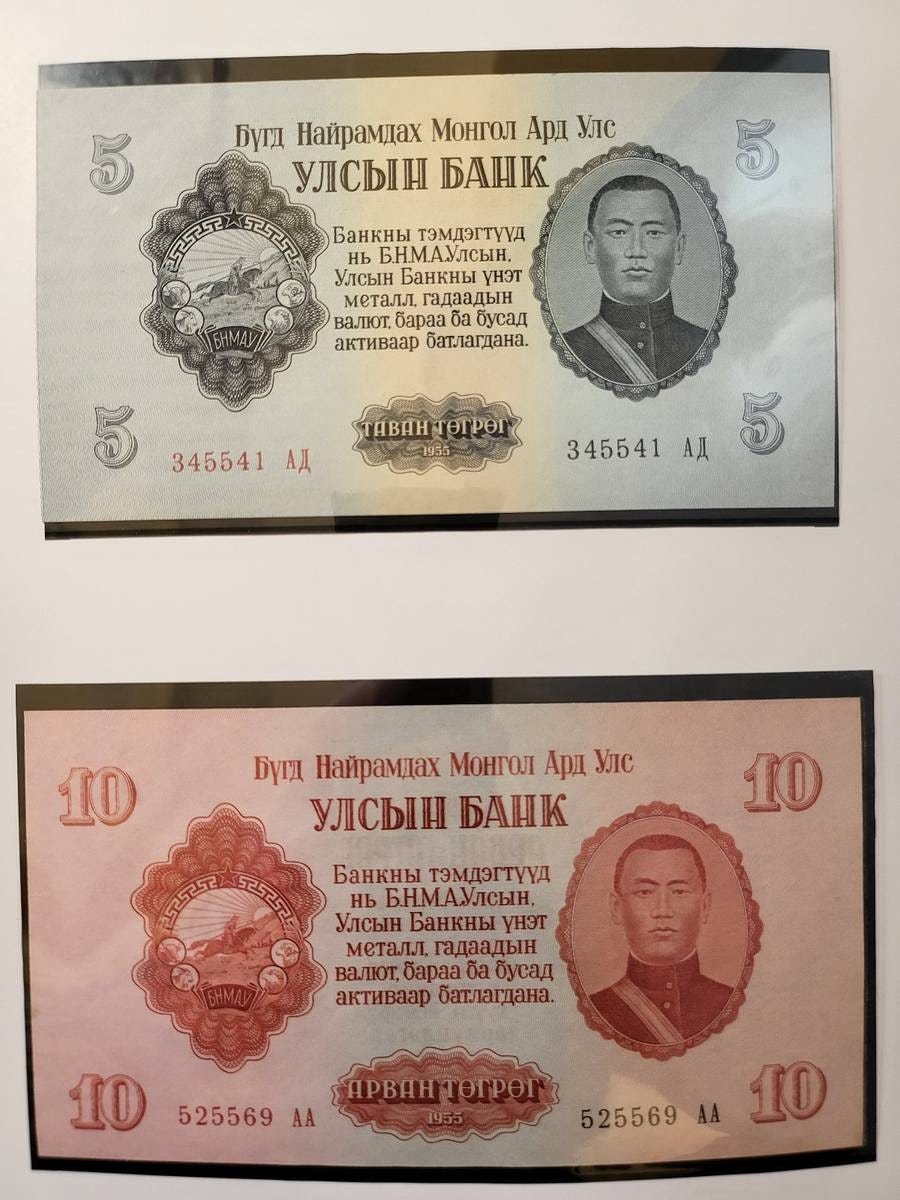 5
Бүгд Найрамдах Монгол Ард Улс
5
УЛСЫН БАНК
Банкны тэмдэгтүүд
нь Б.Н.М.А.Улсын,
Улсын Банкны үнэт
металл, гадаадын
валют, бараа ба бусад
активаар батлагдана.
БНМАУ
5
345541 АД
ТАВАН ТӨГРӨГ
1955
345541 АД
5
10
Бүгд Найрамдах Монгол Ард Улс
10
УЛСЫН БАНК
Банкны тэмдэгтүүд
нь Б.Н.М.А.Улсын,
Улсын Банкны үнэт
металл, гадаадын
валют, бараа ба бусад
активаар батлагдана.
БНМАУ
10
525569 АА
АРВАН ТӨГРӨГ
1955
525569 АА
10